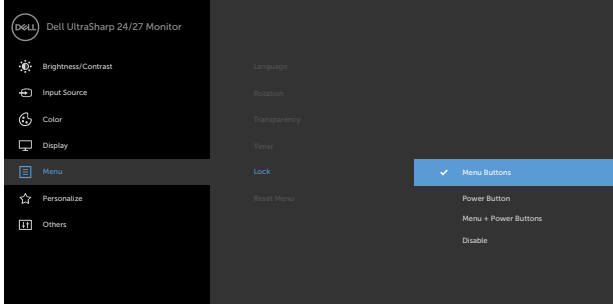 DELL Dell UltraSharp 24/27 Monitor
Brightness/Contrast
Input Source
Color
Display
Menu
Personalize
Others
Language
Rotation
Transparency
Timer
Lock
Reset Menu
Menu Buttons
Power Button
Menu + Power Buttons
Disable